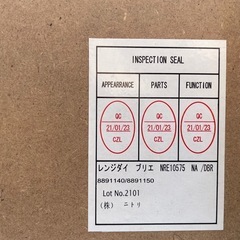 INSPECTION SEAL
APPEARANCE PARTS FUNCTION
QC QC QC
21/01/23 21/01/23 21/01/23
CZL CZL CZL
レンジダイ ブリエ NRE10575 NA /DBR
8891140/8891150
Lot No.2101
(株) ニトリ